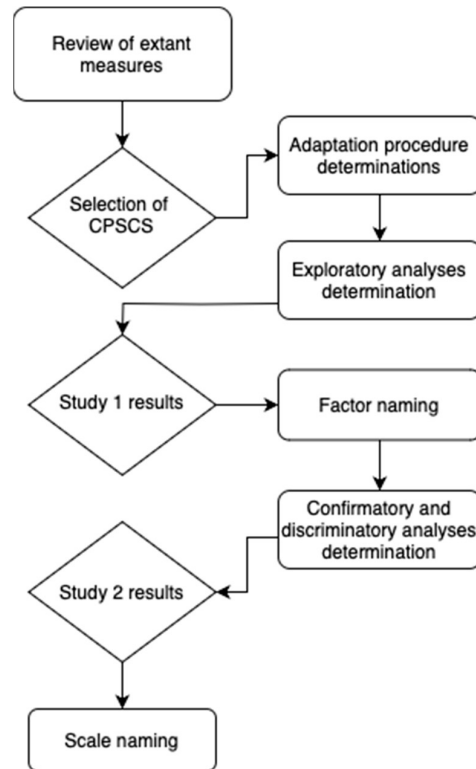 Review of extant
measures
Selection of
CPSCS
Adaptation procedure
determinations
Exploratory analyses
determination
Study 1 results
Factor naming
Confirmatory and
discriminatory analyses
determination
Study 2 results
Scale naming